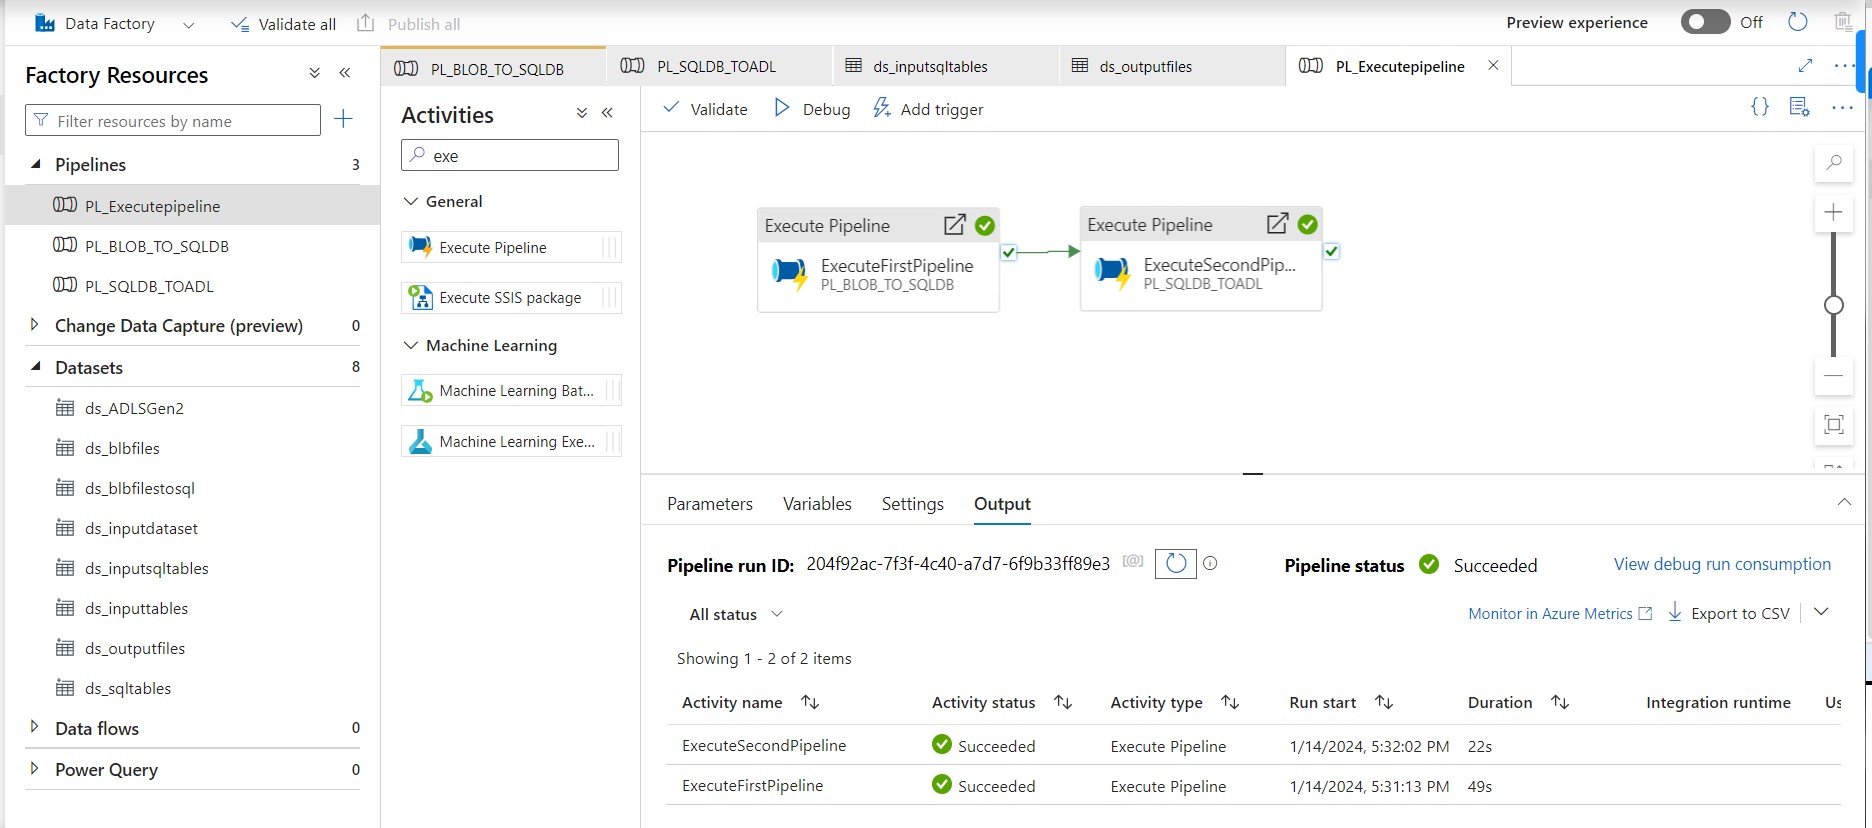 Data Factory
Validate all
Publish all
Preview experience
Off
Factory Resources
Filter resources by name
Pipelines 3
PL_Executepipeline
PL_BLOB_TO_SQLDB
PL_SQLDB_TOADL
Change Data Capture (preview) 0
Datasets 8
ds_ADLSGen2
ds_blbfiles
ds_blbfilestosql
ds_inputdataset
ds_inputsqltables
ds_inputtables
ds_outputfiles
ds_sqltables
Data flows 0
Power Query 0
PL_BLOB_TO_SQLDB
PL_SQLDB_TOADL
ds_inputsqltables
ds_outputfiles
PL_Executepipeline
Activities
exe
General
Execute Pipeline
Execute SSIS package
Machine Learning
Machine Learning Bat...
Machine Learning Exe...
Validate
Debug
Add trigger
{}
Execute Pipeline
ExecuteFirstPipeline
PL_BLOB_TO_SQLDB
Execute Pipeline
ExecuteSecondPip...
PL_SQLDB_TOADL
Parameters Variables Settings Output
Pipeline run ID: 204f92ac-7f3f-4c40-a7d7-6f9b33ff89e3 [@]
Pipeline status Succeeded
View debug run consumption
All status
Monitor in Azure Metrics
Export to CSV
Showing 1 - 2 of 2 items
Activity name Activity status Activity type Run start Duration Integration runtime Us
ExecuteSecondPipeline Succeeded Execute Pipeline 1/14/2024, 5:32:02 PM 22s
ExecuteFirstPipeline Succeeded Execute Pipeline 1/14/2024, 5:31:13 PM 49s